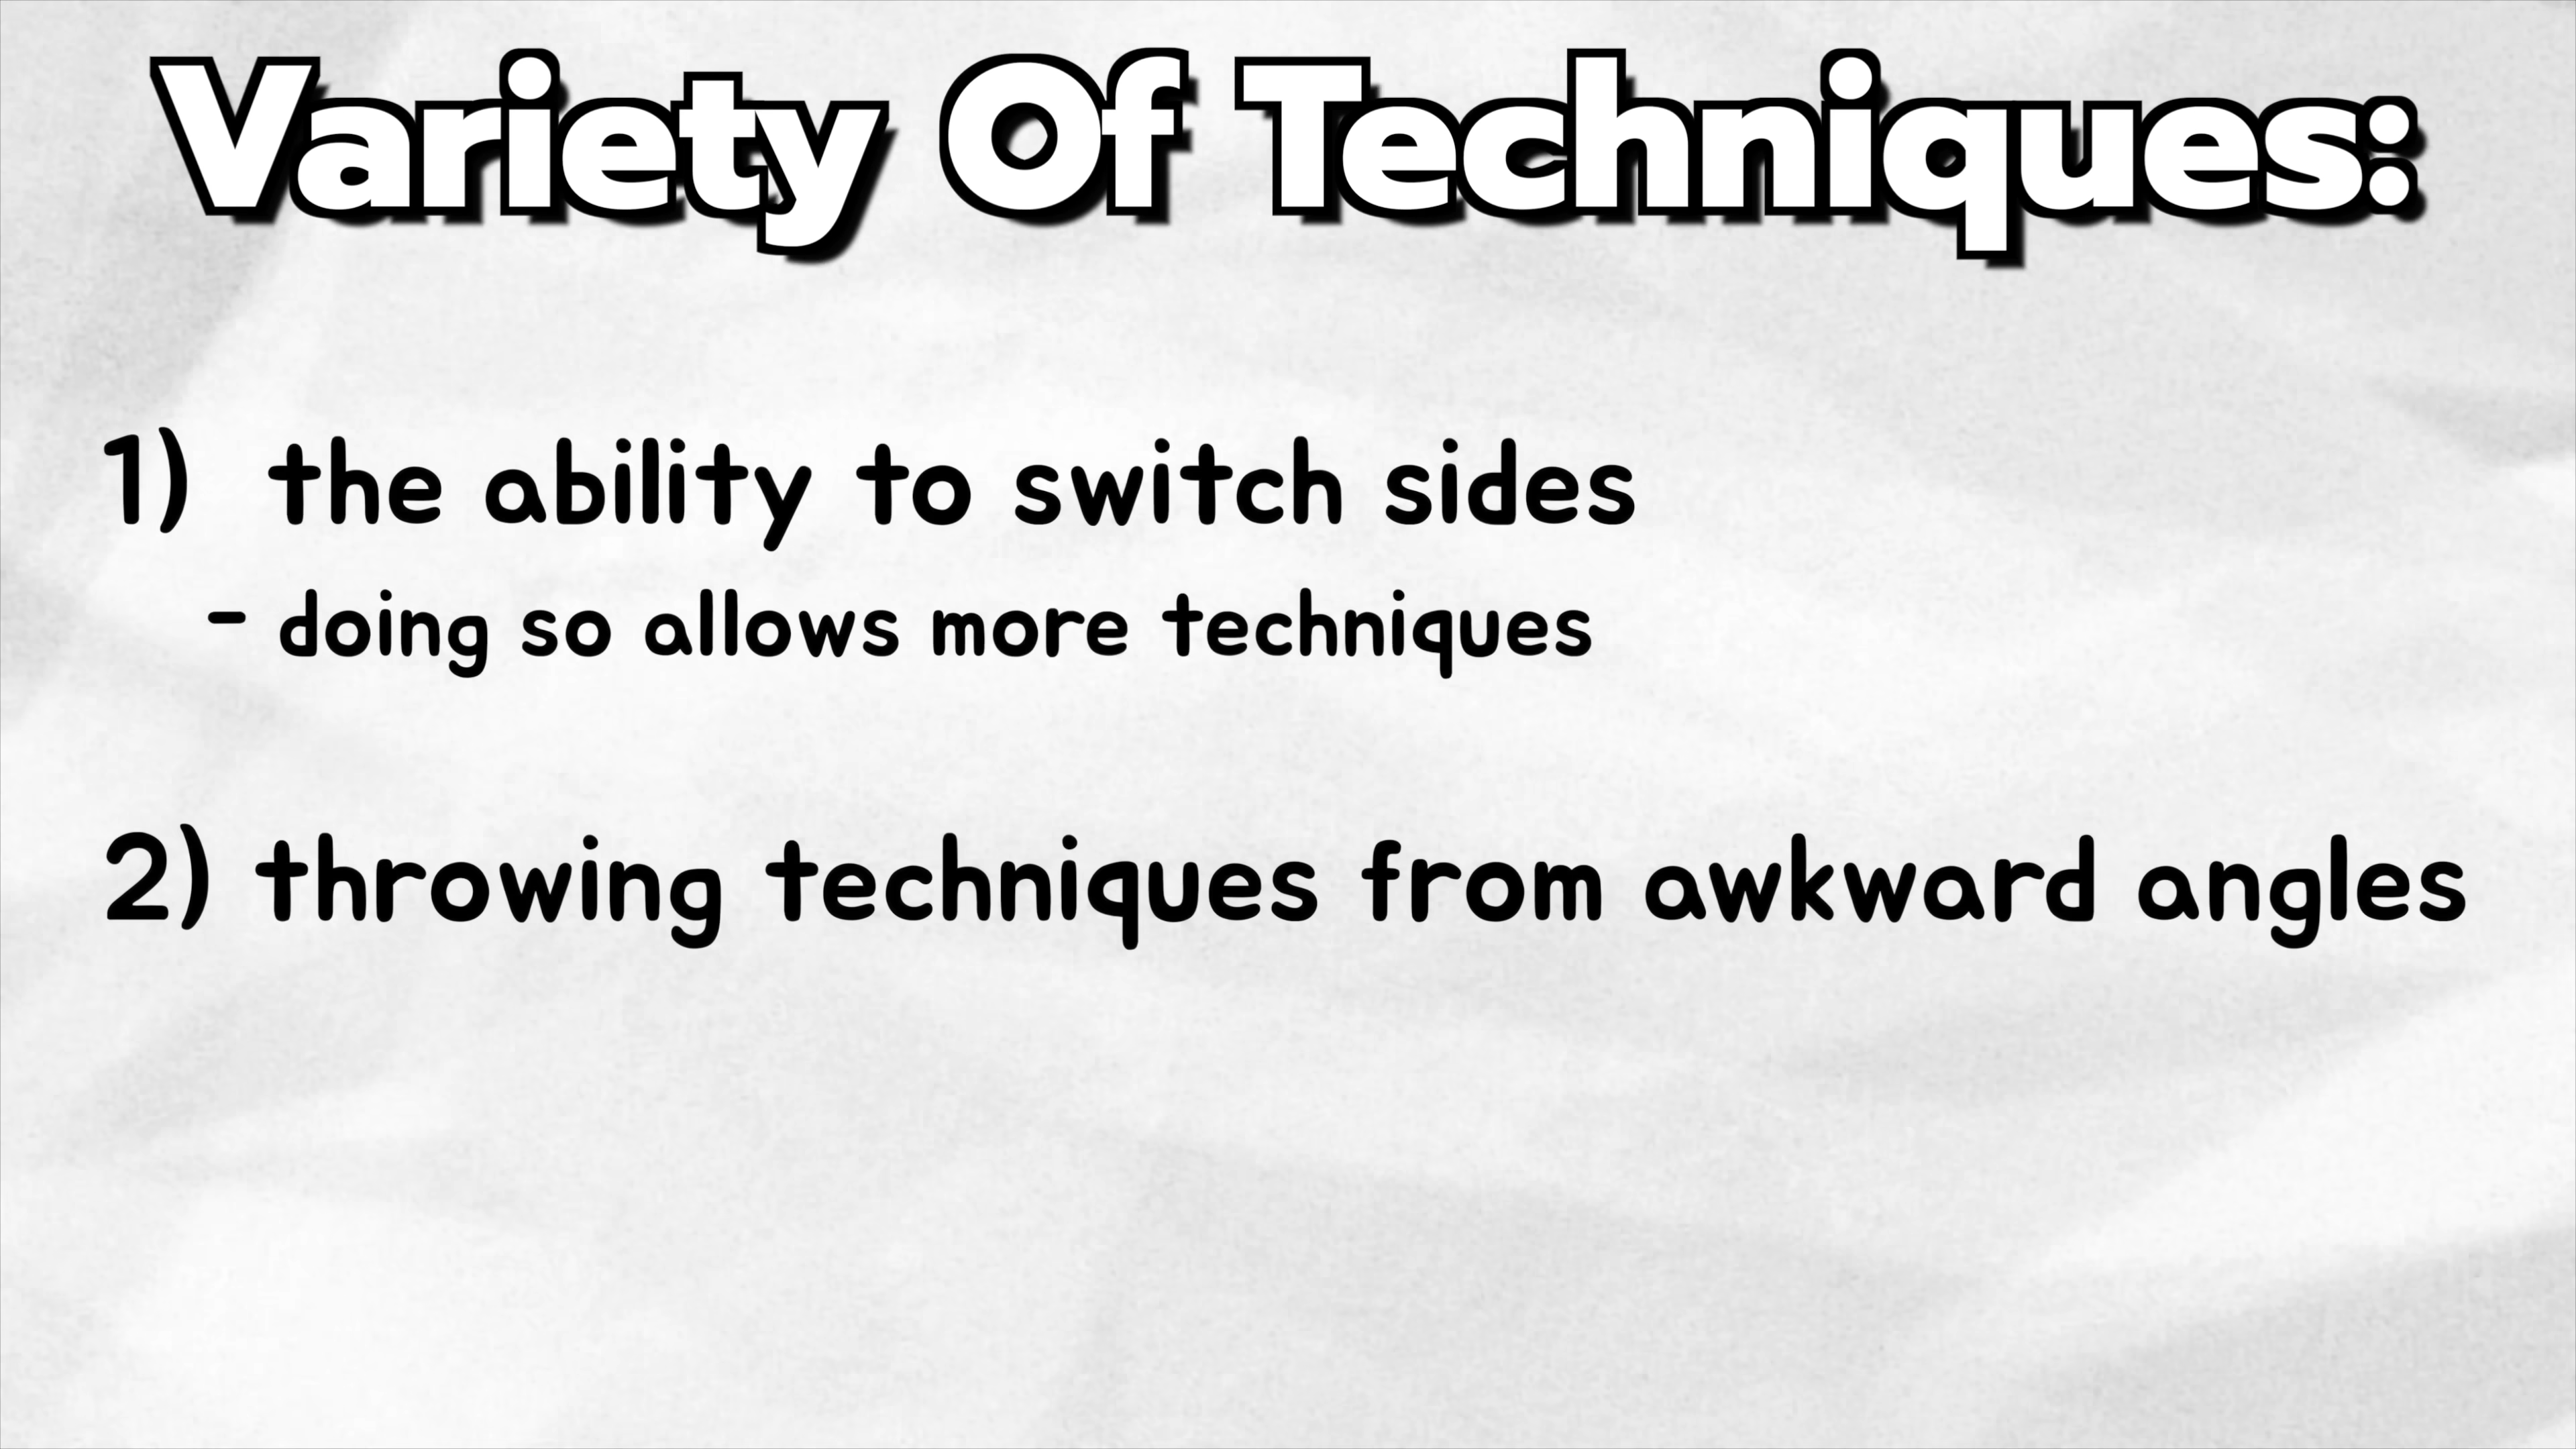 Variety Of Techniques:
1) the ability to switch sides
- doing so allows more techniques
2) throwing techniques from awkward angles